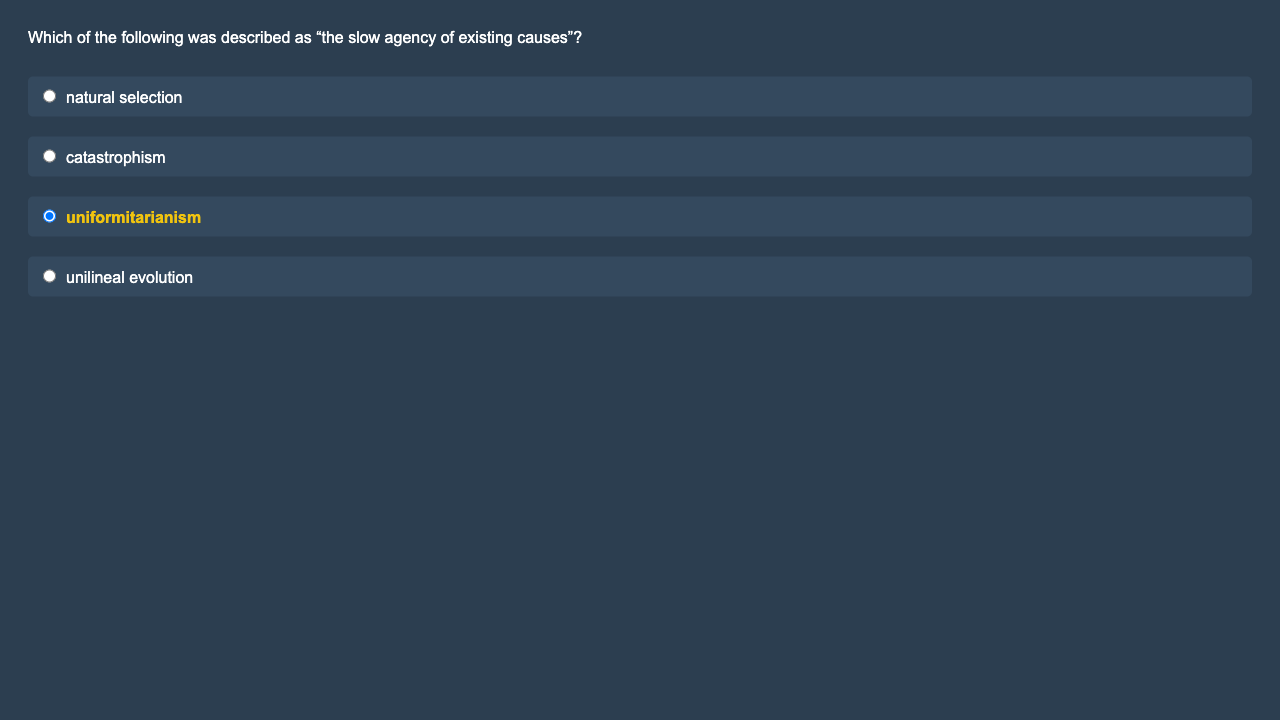 Which of the following was described as “the slow agency of existing causes”?
natural selection
catastrophism
uniformitarianism
unilineal evolution